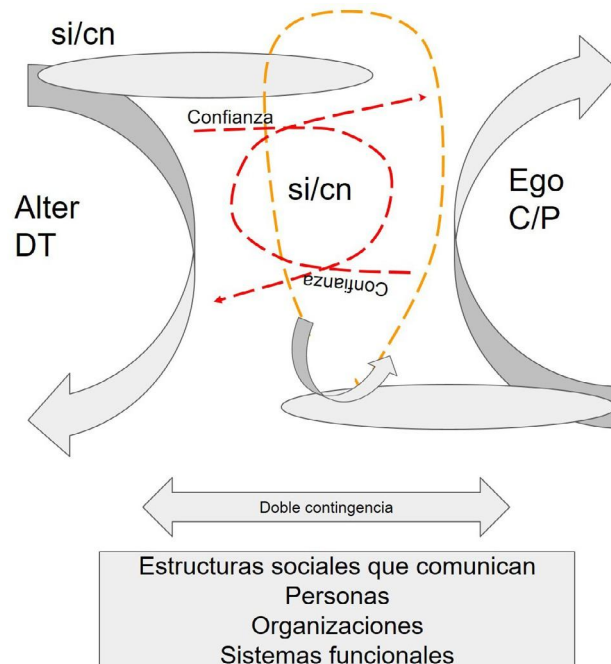 si/cn
Confianza
si/cn
Alter
DT
Ego
C/P
Confianza
Doble contingencia
Estructuras sociales que comunican
Personas
Organizaciones
Sistemas funcionales